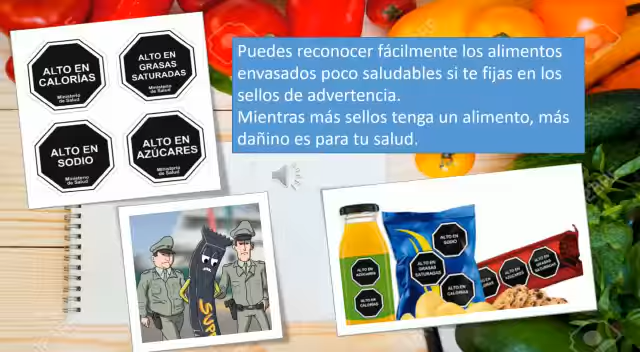 ALTO EN
CALORÍAS
Ministerio
de Salud
ALTO EN
GRASAS
SATURADAS
Ministerio
de Salud
ALTO EN
SODIO
Ministerio
de Salud
ALTO EN
AZÚCARES
Ministerio
de Salud
Puedes reconocer fácilmente los alimentos
envasados poco saludables si te fijas en los
sellos de advertencia.
Mientras más sellos tenga un alimento, más
dañino es para tu salud.
ALTO EN
AZÚCARES
ALTO EN
CALORÍAS
ALTO EN
SODIO
ALTO EN
GRASAS
SATURADAS
ALTO EN
CALORÍAS
ALTO EN
CALORÍAS
ALTO EN
AZÚCARES
ALTO EN
GRASAS
SATURADAS